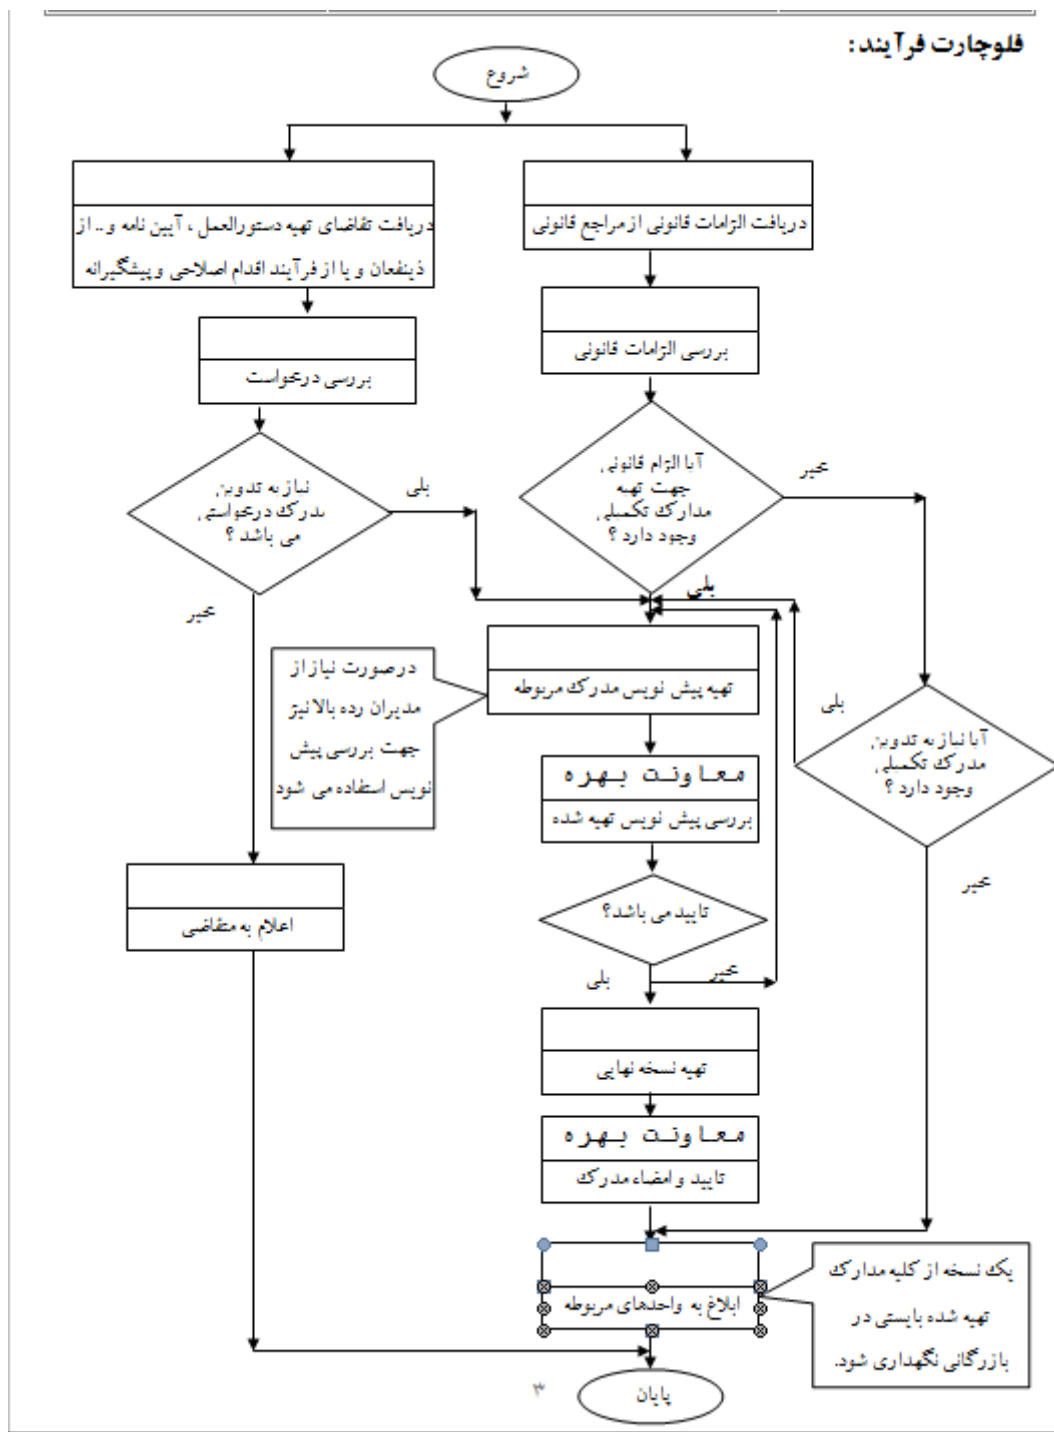 فلوچارت فرآیند :
شروع
دریافت الزامات قانونی از مراجع قانونی
دریافت تقاضای تهیه دستورالعمل ، آیین نامه و .. از
ذینفعان و یا از فرآیند اقدام اصلاحی و پیشگیرانه
بررسی الزامات قانونی
بررسی درخواست
آیا الزام قانونی
جهت تهیه
مدارک تکمیلی
وجود دارد ؟
خیر
نیاز به تدوین
مدرک درخواستی
می باشد ؟
بلی
بلی
خیر
تهیه پیش نویس مدرک مربوطه
درصورت نیاز از
مدیران رده بالا نیز
جهت بررسی پیش
نویس استفاده می شود
بلی
آیا نیاز به تدوین
مدرک تکمیلی
وجود دارد ؟
خیر
معاونت بهره
بررسی پیش نویس تهیه شده
تایید می باشد؟
خیر
بلی
اعلام به متقاضی
تهیه نسخه نهایی
معاونت بهره
تایید و امضاء مدرک
ابلاغ به واحدهای مربوطه
یک نسخه از کلیه مدارک
تهیه شده بایستی در
بازرگانی نگهداری شود.
پایان
۳